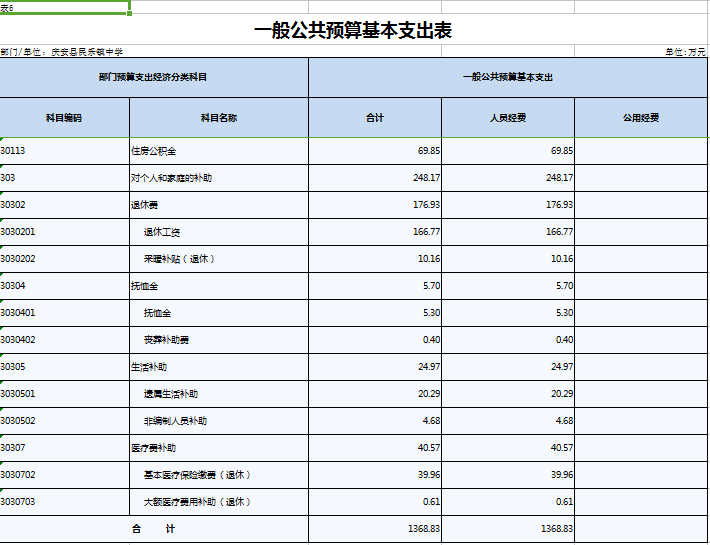 表6
一般公共预算基本支出表
部门/单位：庆安县民乐镇中学 单位:万元
部门预算支出经济分类科目 一般公共预算基本支出
科目编码 科目名称 合计 人员经费 公用经费
30113 住房公积金 69.85 69.85
303 对个人和家庭的补助 248.17 248.17
30302 退休费 176.93 176.93
3030201 退休工资 166.77 166.77
3030202 采暖补贴（退休） 10.16 10.16
30304 抚恤金 5.70 5.70
3030401 抚恤金 5.30 5.30
3030402 丧葬补助费 0.40 0.40
30305 生活补助 24.97 24.97
3030501 遗属生活补助 20.29 20.29
3030502 非编制人员补助 4.68 4.68
30307 医疗费补助 40.57 40.57
3030702 基本医疗保险缴费（退休） 39.96 39.96
3030703 大额医疗费用补助（退休） 0.61 0.61
合 计 1368.83 1368.83